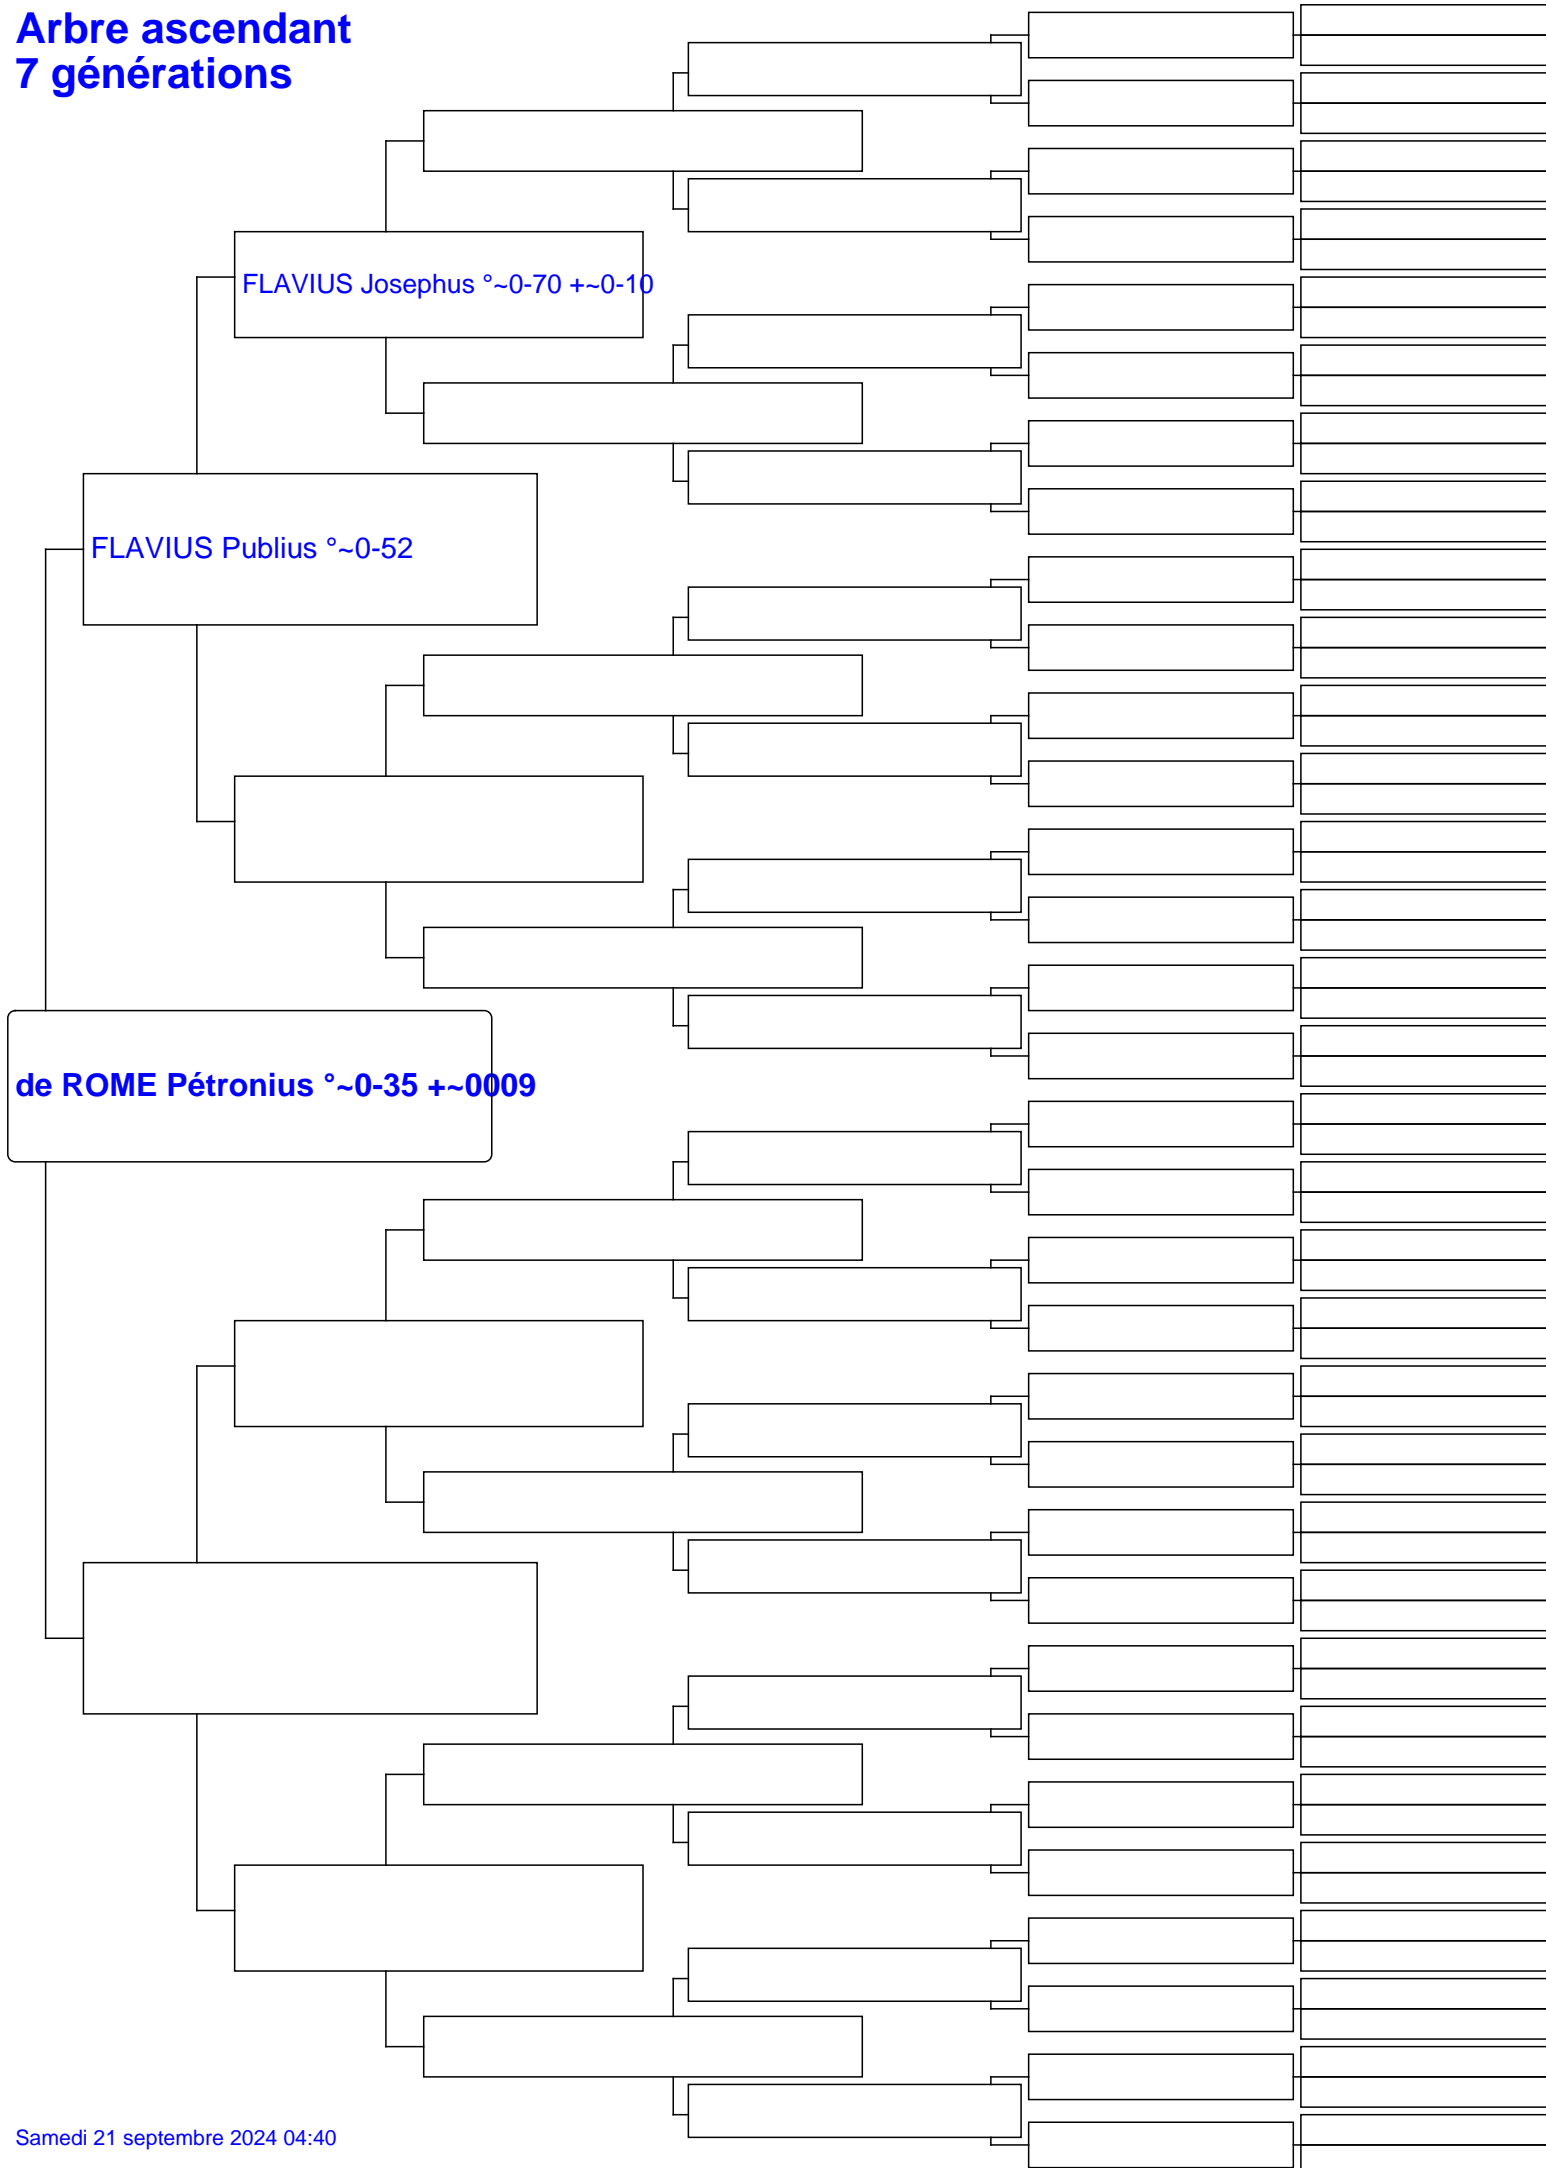 Arbre ascendant
7 générations
FLAVIUS Josephus °~0-70 +~0-10
FLAVIUS Publius °~0-52
de ROME Pétronius °~0-35 +~0009
Samedi 21 septembre 2024 04:40